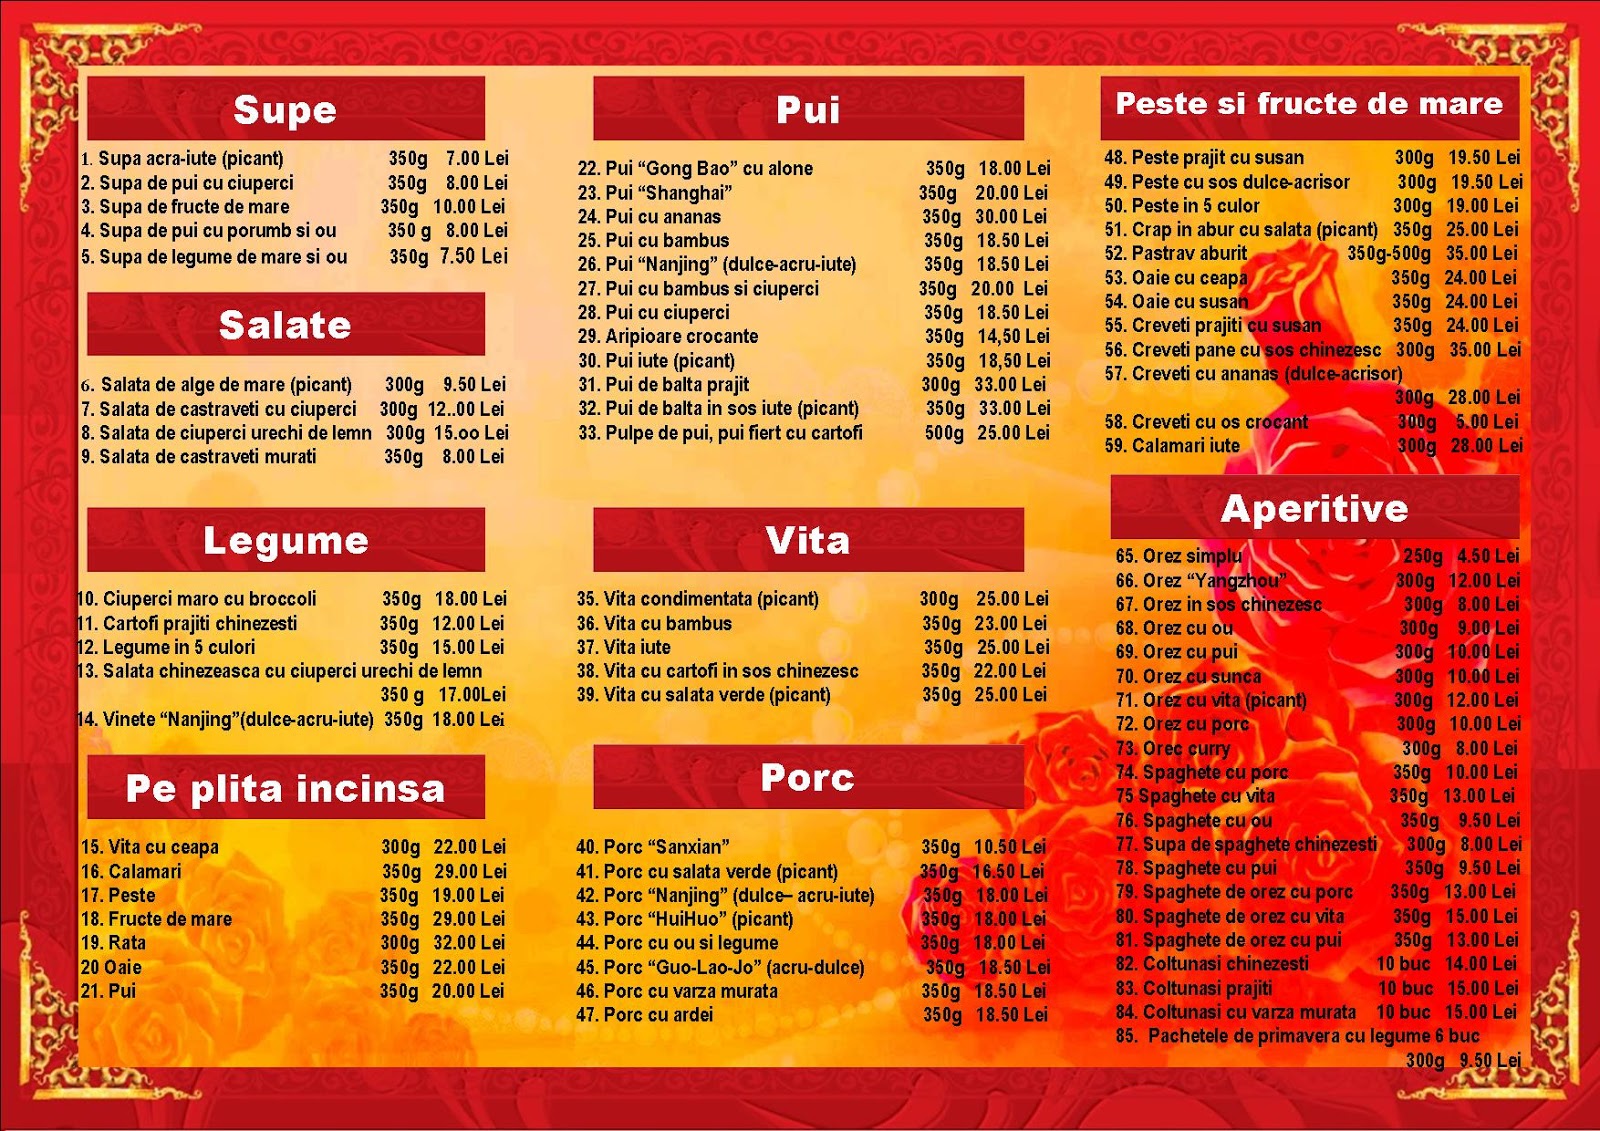 Supe
1. Supa acra-iute (picant) 350g 7.00 Lei
2. Supa de pui cu ciuperci 350g 8.00 Lei
3. Supa de fructe de mare 350g 10.00 Lei
4. Supa de pui cu porumb si ou 350 g 8.00 Lei
5. Supa de legume de mare si ou 350g 7.50 Lei
Salate
6. Salata de alge de mare (picant) 300g 9.50 Lei
7. Salata de castraveti cu ciuperci 300g 12..00 Lei
8. Salata de ciuperci urechi de lemn 300g 15.oo Lei
9. Salata de castraveti murati 350g 8.00 Lei
Legume
10. Ciuperci maro cu broccoli 350g 18.00 Lei
11. Cartofi prajiti chinezesti 350g 12.00 Lei
12. Legume in 5 culori 350g 15.00 Lei
13. Salata chinezeasca cu ciuperci urechi de lemn
350 g 17.00Lei
14. Vinete “Nanjing”(dulce-acru-iute) 350g 18.00 Lei
Pe plita incinsa
15. Vita cu ceapa 300g 22.00 Lei
16. Calamari 350g 29.00 Lei
17. Peste 350g 19.00 Lei
18. Fructe de mare 350g 29.00 Lei
19. Rata 300g 32.00 Lei
20 Oaie 350g 22.00 Lei
21. Pui 350g 20.00 Lei
Pui
22. Pui “Gong Bao” cu alone 350g 18.00 Lei
23. Pui “Shanghai” 350g 20.00 Lei
24. Pui cu ananas 350g 30.00 Lei
25. Pui cu bambus 350g 18.50 Lei
26. Pui “Nanjing” (dulce-acru-iute) 350g 18.50 Lei
27. Pui cu bambus si ciuperci 350g 20.00 Lei
28. Pui cu ciuperci 350g 18.50 Lei
29. Aripioare crocante 350g 14,50 Lei
30. Pui iute (picant) 350g 18,50 Lei
31. Pui de balta prajit 300g 33.00 Lei
32. Pui de balta in sos iute (picant) 350g 33.00 Lei
33. Pulpe de pui, pui fiert cu cartofi 500g 25.00 Lei
Vita
35. Vita condimentata (picant) 300g 25.00 Lei
36. Vita cu bambus 350g 23.00 Lei
37. Vita iute 350g 25.00 Lei
38. Vita cu cartofi in sos chinezesc 350g 22.00 Lei
39. Vita cu salata verde (picant) 350g 25.00 Lei
Porc
40. Porc “Sanxian” 350g 10.50 Lei
41. Porc cu salata verde (picant) 350g 16.50 Lei
42. Porc “Nanjing” (dulce– acru-iute) 350g 18.00 Lei
43. Porc “HuiHuo” (picant) 350g 18.00 Lei
44. Porc cu ou si legume 350g 18.00 Lei
45. Porc “Guo-Lao-Jo” (acru-dulce) 350g 18.50 Lei
46. Porc cu varza murata 350g 18.50 Lei
47. Porc cu ardei 350g 18.50 Lei
Peste si fructe de mare
48. Peste prajit cu susan 300g 19.50 Lei
49. Peste cu sos dulce-acrisor 300g 19.50 Lei
50. Peste in 5 culor 300g 19.00 Lei
51. Crap in abur cu salata (picant) 350g 25.00 Lei
52. Pastrav aburit 350g-500g 35.00 Lei
53. Oaie cu ceapa 350g 24.00 Lei
54. Oaie cu susan 350g 24.00 Lei
55. Creveti prajiti cu susan 350g 24.00 Lei
56. Creveti pane cu sos chinezesc 300g 35.00 Lei
57. Creveti cu ananas (dulce-acrisor)
300g 28.00 Lei
58. Creveti cu os crocant 300g 5.00 Lei
59. Calamari iute 300g 28.00 Lei
Aperitive
65. Orez simplu 250g 4.50 Lei
66. Orez “Yangzhou” 300g 12.00 Lei
67. Orez in sos chinezesc 300g 8.00 Lei
68. Orez cu ou 300g 9.00 Lei
69. Orez cu pui 300g 10.00 Lei
70. Orez cu sunca 300g 10.00 Lei
71. Orez cu vita (picant) 300g 12.00 Lei
72. Orez cu porc 300g 10.00 Lei
73. Orec curry 300g 8.00 Lei
74. Spaghete cu porc 350g 10.00 Lei
75 Spaghete cu vita 350g 13.00 Lei
76. Spaghete cu ou 350g 9.50 Lei
77. Supa de spaghete chinezesti 300g 8.00 Lei
78. Spaghete cu pui 350g 9.50 Lei
79. Spaghete de orez cu porc 350g 13.00 Lei
80. Spaghete de orez cu vita 350g 15.00 Lei
81. Spaghete de orez cu pui 350g 13.00 Lei
82. Coltunasi chinezesti 10 buc 14.00 Lei
83. Coltunasi prajiti 10 buc 15.00 Lei
84. Coltunasi cu varza murata 10 buc 15.00 Lei
85. Pachetele de primavera cu legume 6 buc
300g 9.50 Lei